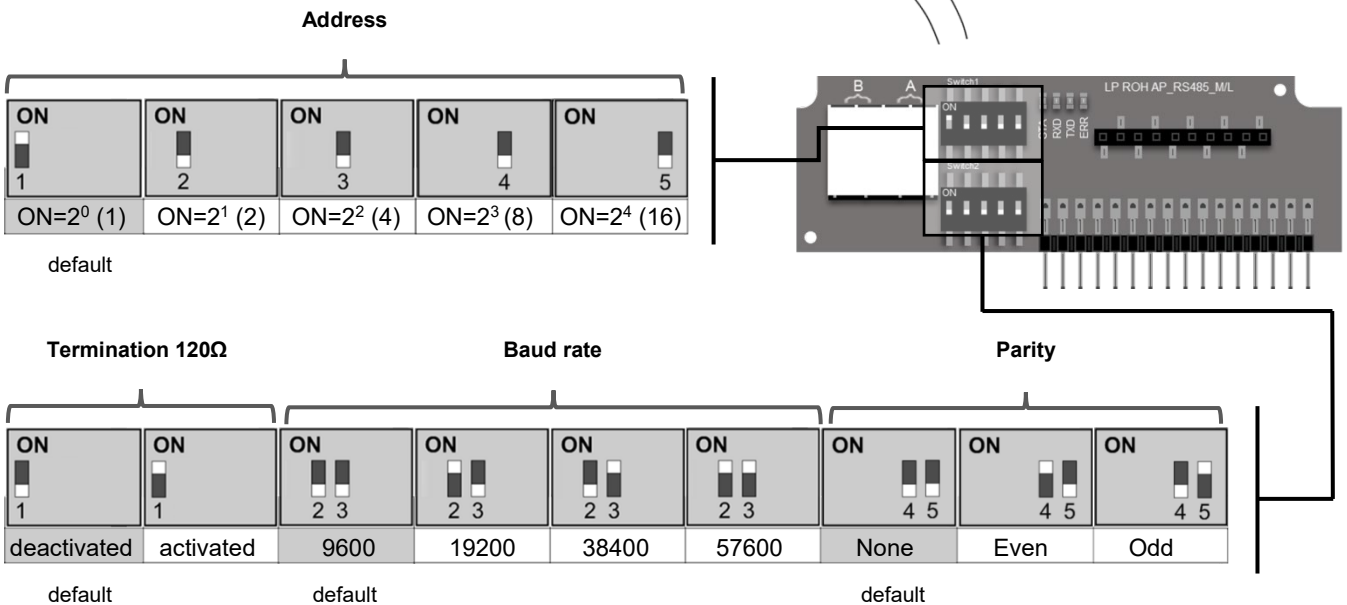 Address
ON ON ON ON ON
1 2 3 4 5
ON=2⁰ (1) ON=2¹ (2) ON=2² (4) ON=2³ (8) ON=2⁴ (16)
default
B A Switch1 LP ROH AP_RS485_M/L
ON
RXD TXD ERR
Switch2
ON
Termination 120Ω Baud rate Parity
ON ON ON ON ON ON ON ON ON
1 1 2 3 2 3 2 3 2 3 4 5 4 5 4 5
deactivated activated 9600 19200 38400 57600 None Even Odd
default default default